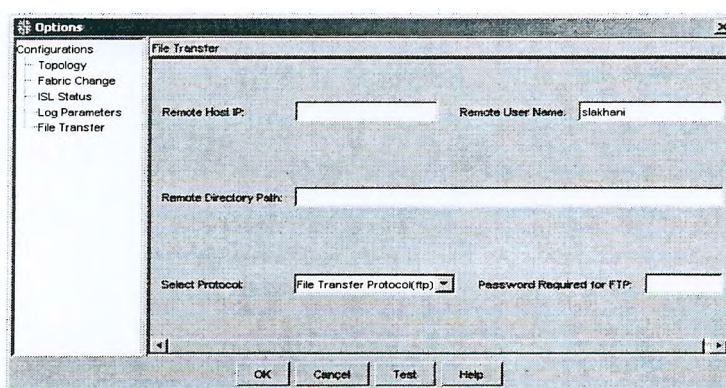 Options
Configurations
Topology
Fabric Change
ISL Status
Log Parameters
File Transfer
File Transfer
Remote Host IP:
Remote User Name: slakhani
Remote Directory Path:
Select Protocol: File Transfer Protocol(ftp)
Password Required for FTP:
OK Cancel Test Help